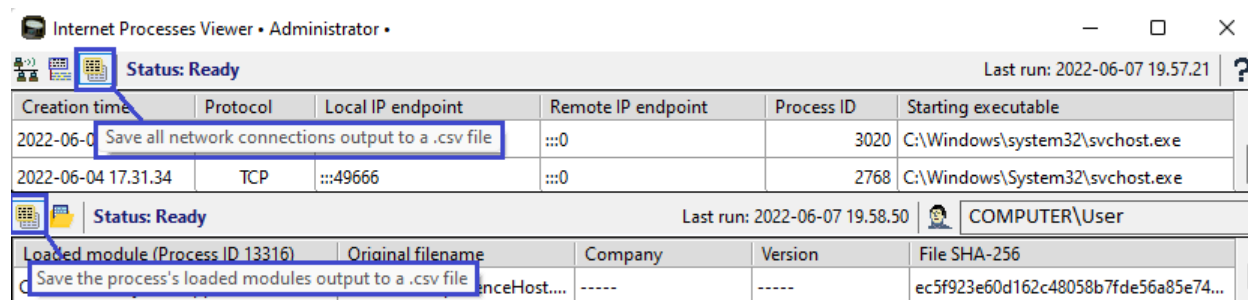 Internet Processes Viewer • Administrator •
Status: Ready Last run: 2022-06-07 19.57.21 ?
Creation time Protocol Local IP endpoint Remote IP endpoint Process ID Starting executable
2022-06-0 Save all network connections output to a .csv file :::0 3020 C:\Windows\system32\svchost.exe
2022-06-04 17.31.34 TCP :::49666 :::0 2768 C:\Windows\System32\svchost.exe
Status: Ready Last run: 2022-06-07 19.58.50 COMPUTER\User
Loaded module (Process ID 13316) Original filename Company Version File SHA-256
Save the process's loaded modules output to a .csv file enceHost.... ----- ----- ec5f923e60d162c48058b7fde56a85e74...